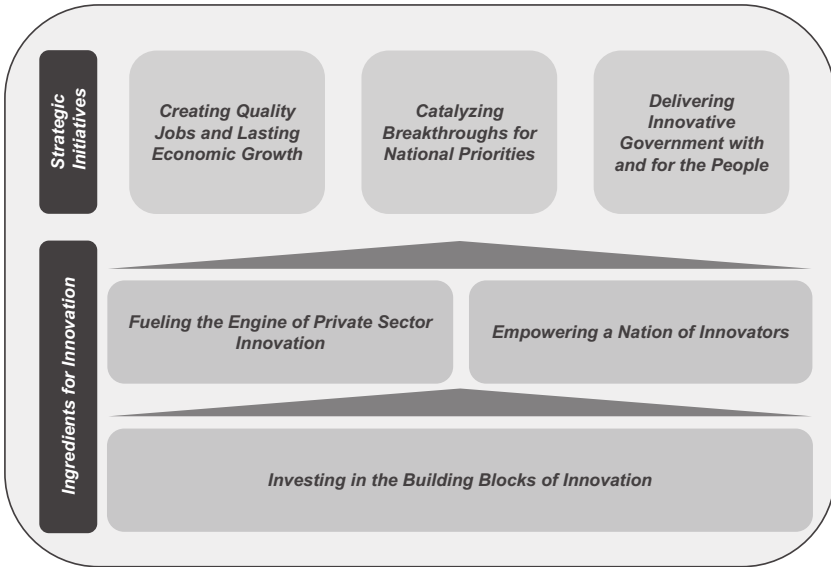 Strategic
Initiatives
Creating Quality
Jobs and Lasting
Economic Growth
Catalyzing
Breakthroughs for
National Priorities
Delivering
Innovative
Government with
and for the People
Ingredients for Innovation
Fueling the Engine of Private Sector
Innovation
Empowering a Nation of Innovators
Investing in the Building Blocks of Innovation